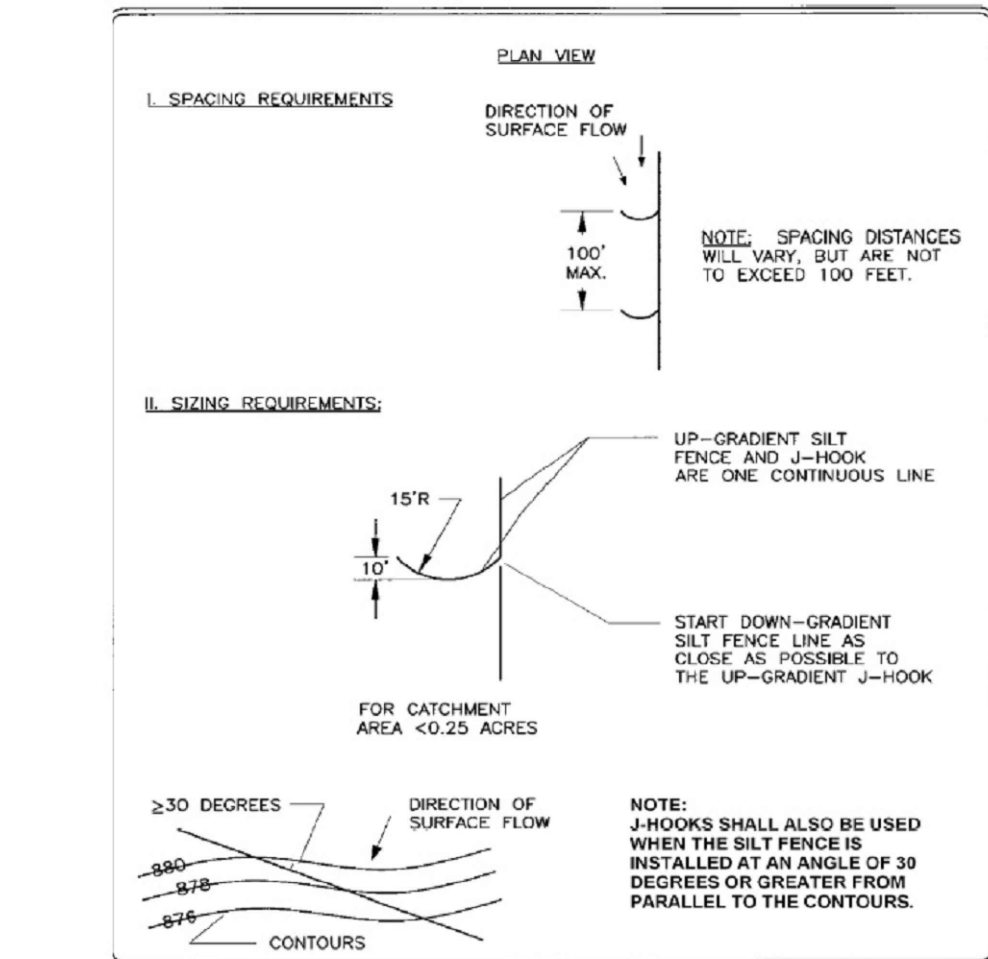 PLAN VIEW
I. SPACING REQUIREMENTS
DIRECTION OF
SURFACE FLOW
100'
MAX.
NOTE: SPACING DISTANCES
WILL VARY, BUT ARE NOT
TO EXCEED 100 FEET.
II. SIZING REQUIREMENTS:
UP-GRADIENT SILT
FENCE AND J-HOOK
ARE ONE CONTINUOUS LINE
15'R
10'
START DOWN-GRADIENT
SILT FENCE LINE AS
CLOSE AS POSSIBLE TO
THE UP-GRADIENT J-HOOK
FOR CATCHMENT
AREA <0.25 ACRES
≥30 DEGREES
DIRECTION OF
SURFACE FLOW
880
878
876
CONTOURS
NOTE:
J-HOOKS SHALL ALSO BE USED
WHEN THE SILT FENCE IS
INSTALLED AT AN ANGLE OF 30
DEGREES OR GREATER FROM
PARALLEL TO THE CONTOURS.